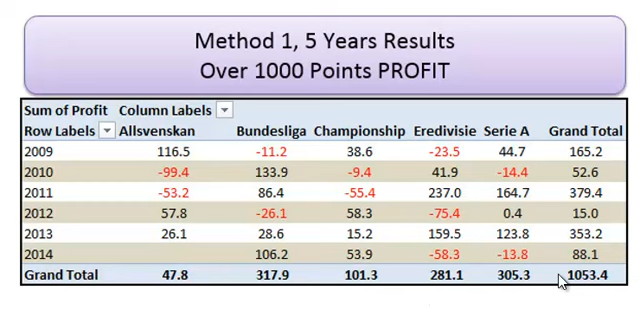 Method 1, 5 Years Results
Over 1000 Points PROFIT
Sum of Profit Column Labels
Row Labels Allsvenskan Bundesliga Championship Eredivisie Serie A Grand Total
2009 116.5 -11.2 38.6 -23.5 44.7 165.2
2010 -99.4 133.9 -9.4 41.9 -14.4 52.6
2011 -53.2 86.4 -55.4 237.0 164.7 379.4
2012 57.8 -26.1 58.3 -75.4 0.4 15.0
2013 26.1 28.6 15.2 159.5 123.8 353.2
2014 106.2 53.9 -58.3 -13.8 88.1
Grand Total 47.8 317.9 101.3 281.1 305.3 1053.4